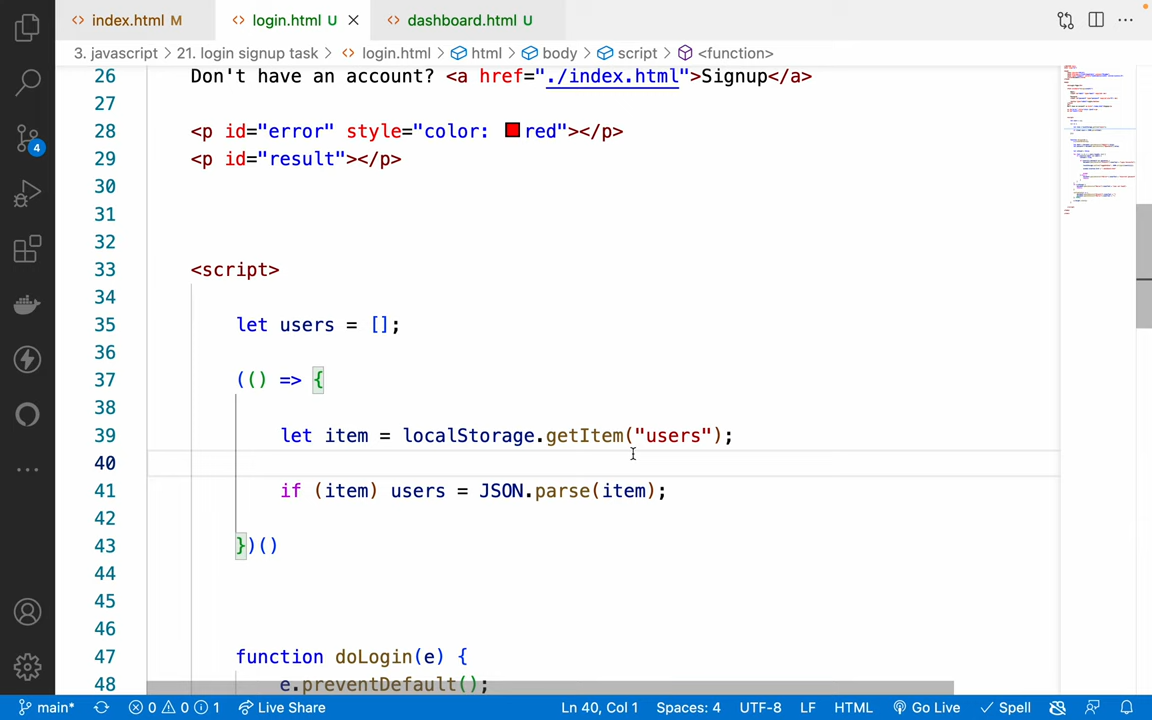 index.html M
login.html U
dashboard.html U
3. javascript > 21. login signup task > login.html > html > body > script > <function>
26 Don't have an account? <a href="./index.html">Signup</a>
27
28 <p id="error" style="color: red"></p>
29 <p id="result"></p>
30
31
32
33 <script>
34
35 let users = [];
36
37 (() => {
38
39 let item = localStorage.getItem("users");
40
41 if (item) users = JSON.parse(item);
42
43 })()
44
45
46
47 function doLogin(e) {
48 e.preventDefault();
4
main* 0 0 1 Live Share Ln 40, Col 1 Spaces: 4 UTF-8 LF HTML Go Live Spell